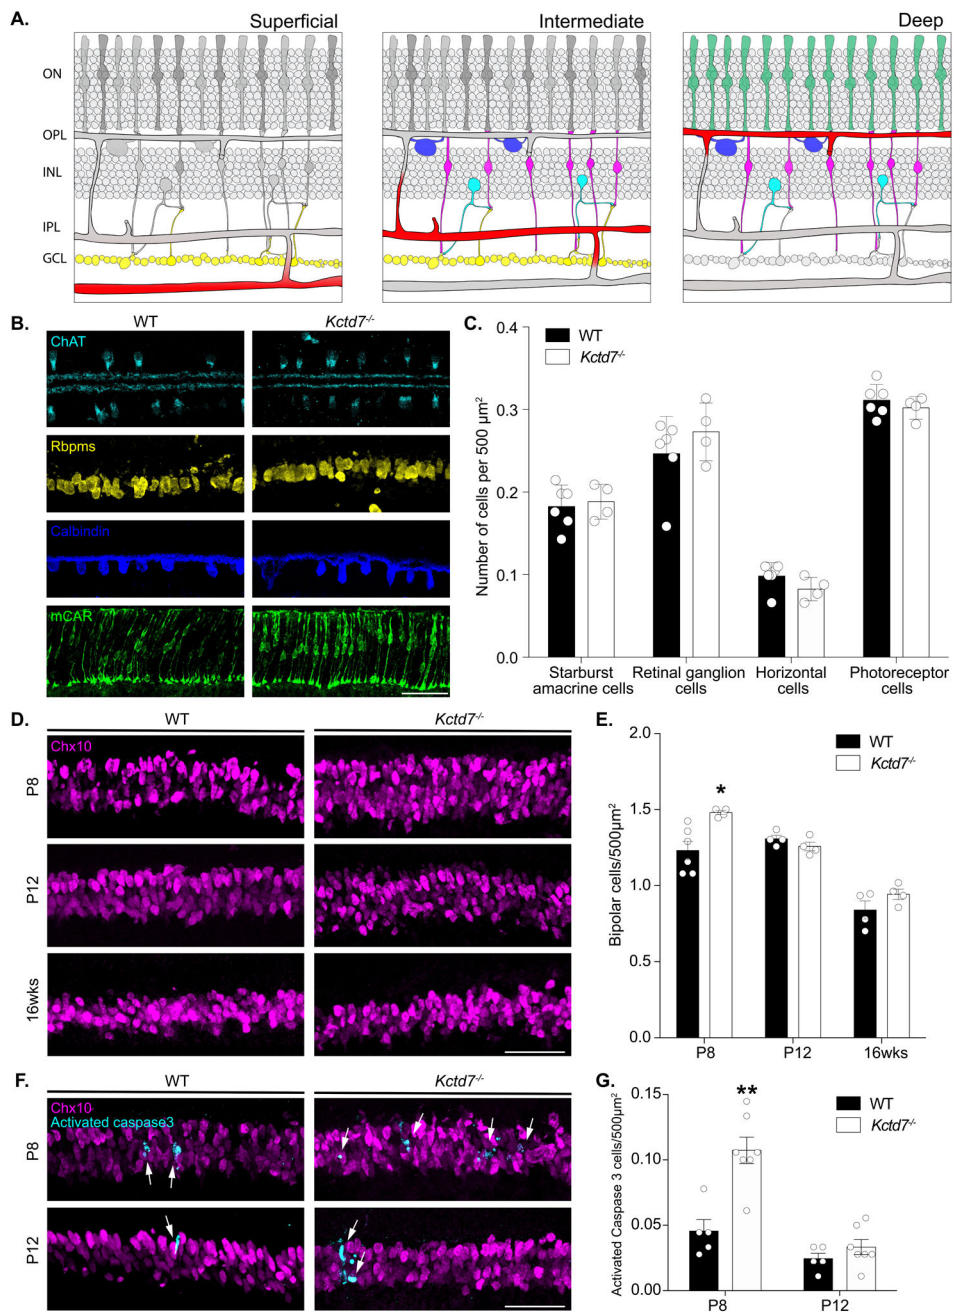 A.
Superficial
Intermediate
Deep
ON
OPL
INL
IPL
GCL
B.
WT
Kctd7-/-
ChAT
Rbpms
Calbindin
mCAR
C.
WT
Kctd7-/-
Number of cells per 500 µm²
0.4
0.3
0.2
0.1
0.0
Starburst amacrine cells
Retinal ganglion cells
Horizontal cells
Photoreceptor cells
D.
WT
Kctd7-/-
Chx10
P8
P12
16wks
E.
WT
Kctd7-/-
Bipolar cells/500µm²
2.0
1.5
1.0
0.5
0.0
*
P8
P12
16wks
F.
WT
Kctd7-/-
Chx10
Activated caspase3
P8
P12
G.
WT
Kctd7-/-
Activated Caspase 3 cells/500µm²
0.15
0.10
0.05
0.00
**
P8
P12